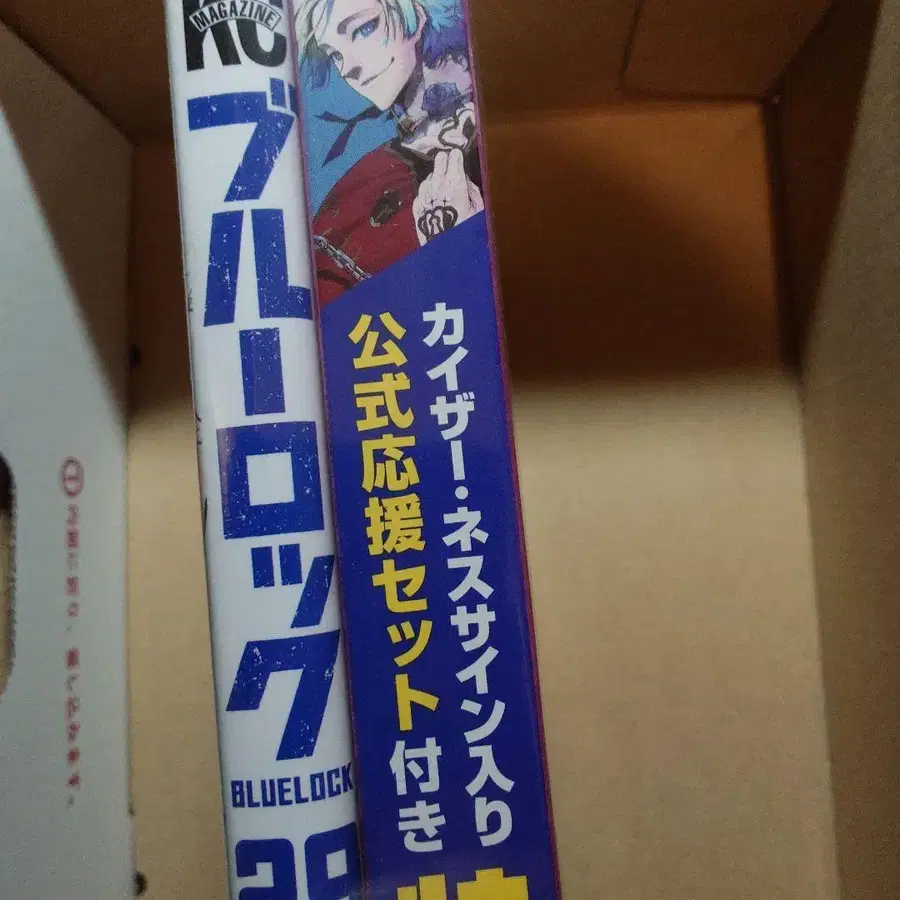 MAGAZINE
KC
ブルーロック
BLUELOCK
カイザー・ネスサイン入り
公式応援セット付き